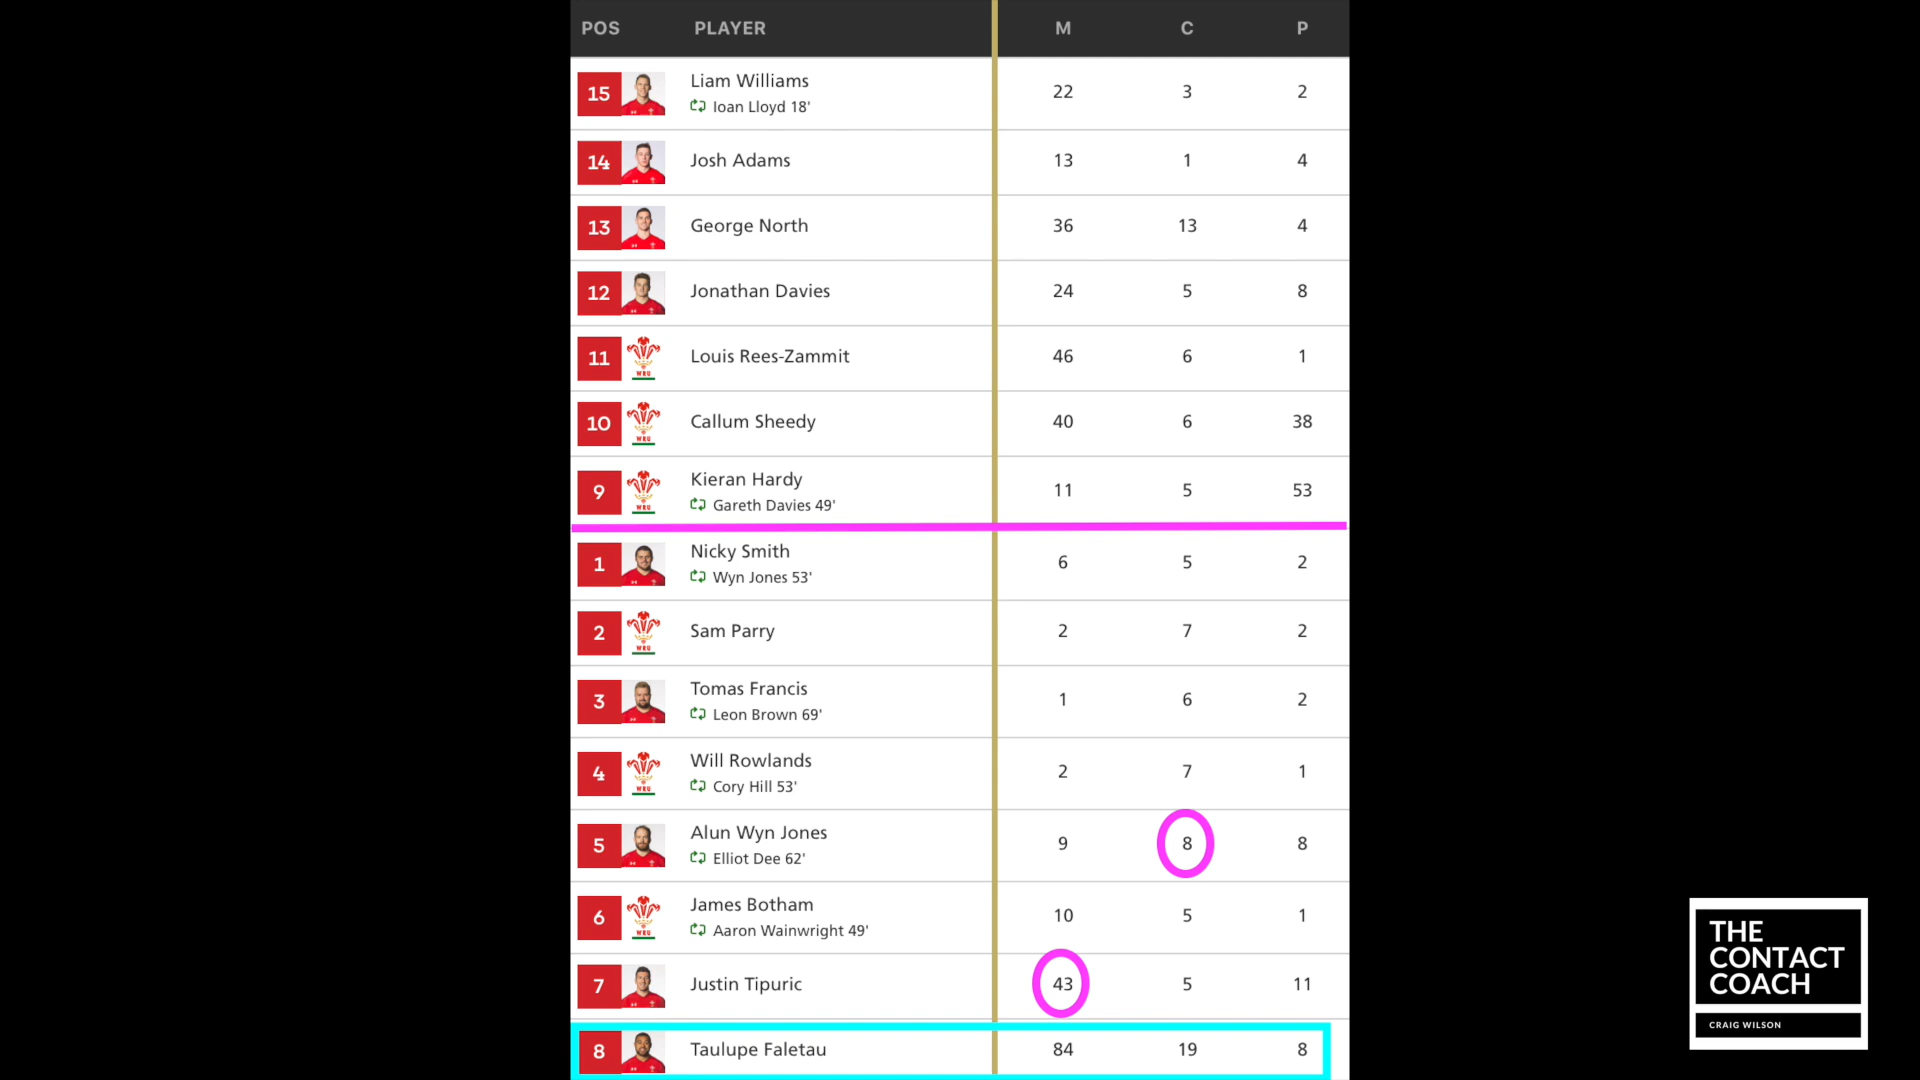 POS PLAYER M C P
15 Liam Williams 22 3 2
Ioan Lloyd 18'
14 Josh Adams 13 1 4
13 George North 36 13 4
12 Jonathan Davies 24 5 8
11 Louis Rees-Zammit 46 6 1
WRU
10 Callum Sheedy 40 6 38
WRU
9 Kieran Hardy 11 5 53
Gareth Davies 49'
WRU
1 Nicky Smith 6 5 2
Wyn Jones 53'
2 Sam Parry 2 7 2
WRU
3 Tomas Francis 1 6 2
Leon Brown 69'
4 Will Rowlands 2 7 1
Cory Hill 53'
WRU
5 Alun Wyn Jones 9 8 8
Elliot Dee 62'
6 James Botham 10 5 1
Aaron Wainwright 49'
WRU
7 Justin Tipuric 43 5 11
8 Taulupe Faletau 84 19 8
THE
CONTACT
COACH
CRAIG WILSON